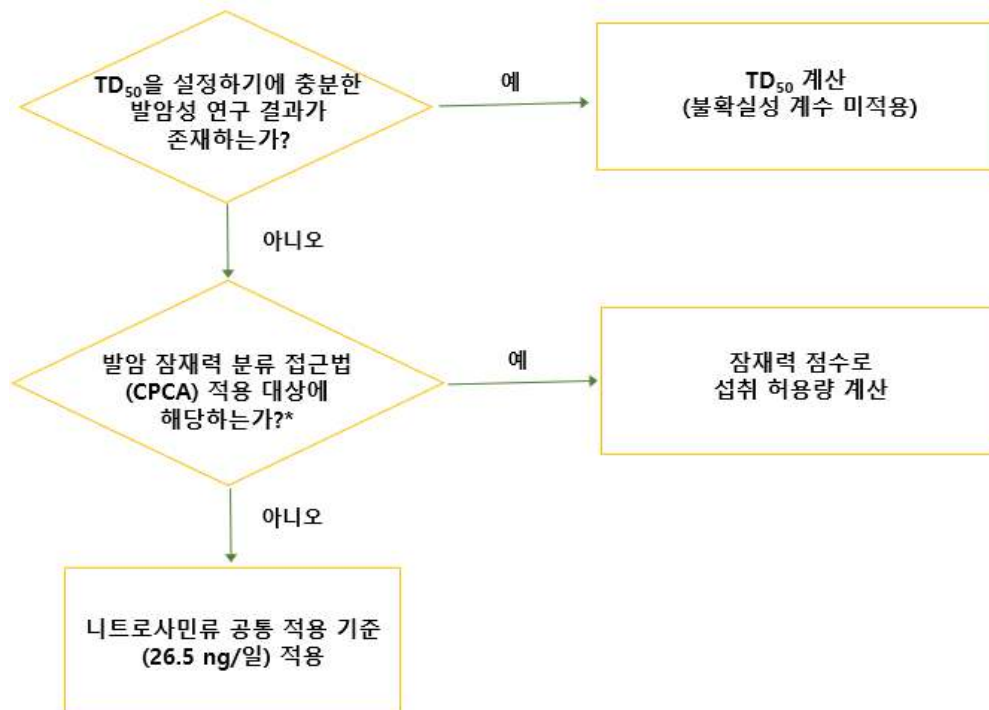 TD₅₀을 설정하기에 충분한
발암성 연구 결과가
존재하는가?
예
TD₅₀ 계산
(불확실성 계수 미적용)
아니오
발암 잠재력 분류 접근법
(CPCA) 적용 대상에
해당하는가?*
예
잠재력 점수로
섭취 허용량 계산
아니오
니트로사민류 공통 적용 기준
(26.5 ng/일) 적용